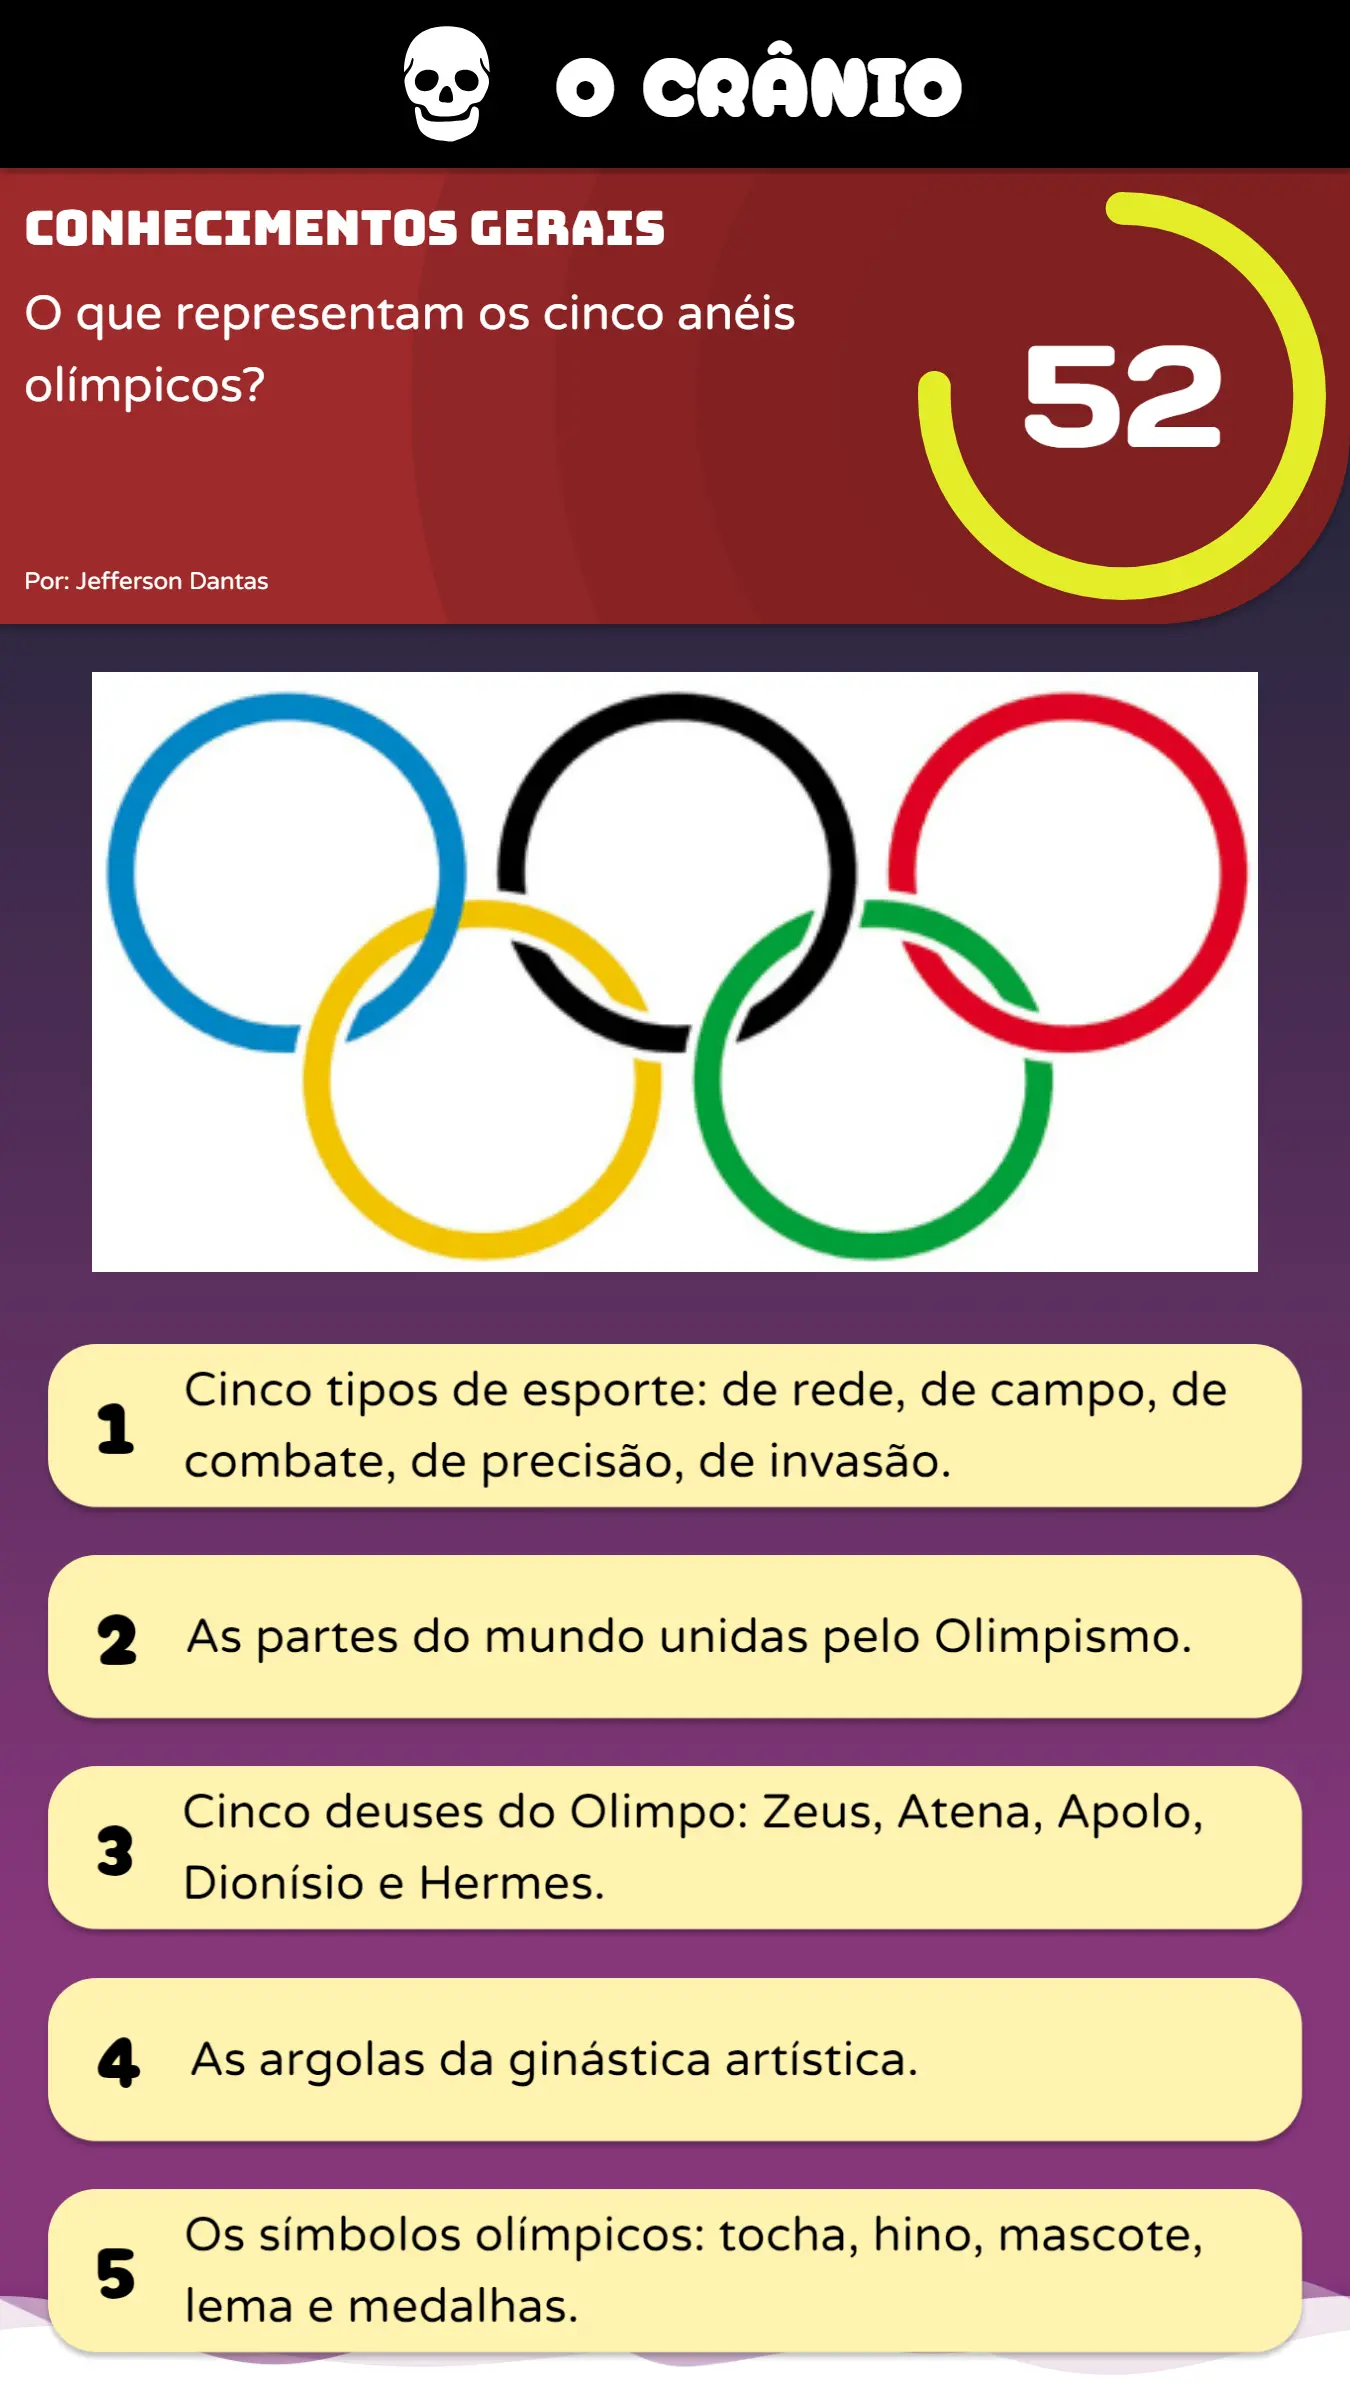 O CRÂNIO
CONHECIMENTOS GERAIS
O que representam os cinco anéis
olímpicos?
52
Por: Jefferson Dantas
1
Cinco tipos de esporte: de rede, de campo, de
combate, de precisão, de invasão.
2
As partes do mundo unidas pelo Olimpismo.
3
Cinco deuses do Olimpo: Zeus, Atena, Apolo,
Dionísio e Hermes.
4
As argolas da ginástica artística.
5
Os símbolos olímpicos: tocha, hino, mascote,
lema e medalhas.